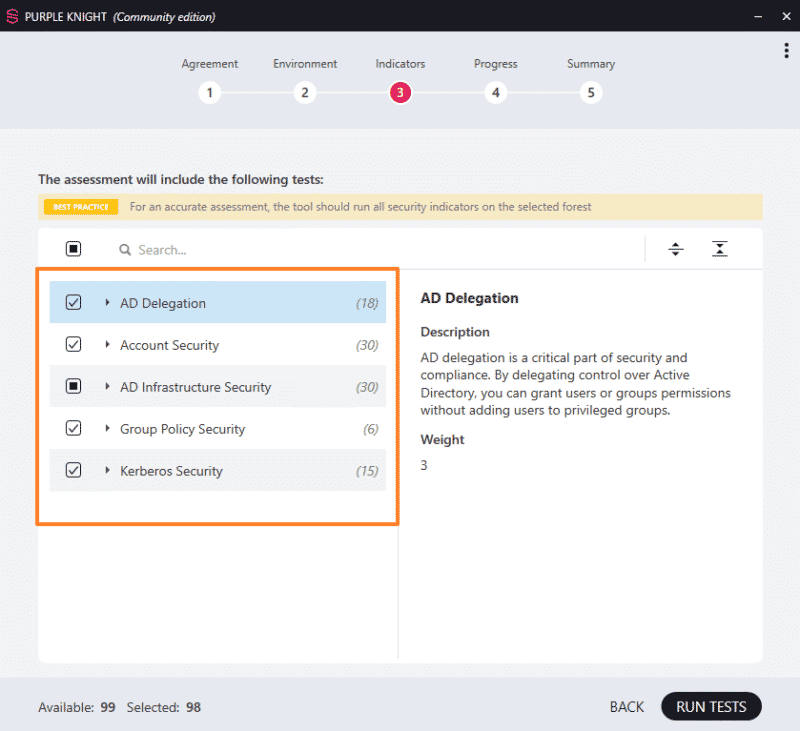 PURPLE KNIGHT (Community edition)
Agreement Environment Indicators Progress Summary
1 2 3 4 5
The assessment will include the following tests:
BEST PRACTICE For an accurate assessment, the tool should run all security indicators on the selected forest
Search...
AD Delegation (18)
Account Security (30)
AD Infrastructure Security (30)
Group Policy Security (6)
Kerberos Security (15)
AD Delegation
Description
AD delegation is a critical part of security and
compliance. By delegating control over Active
Directory, you can grant users or groups permissions
without adding users to privileged groups.
Weight
3
Available: 99 Selected: 98
BACK RUN TESTS